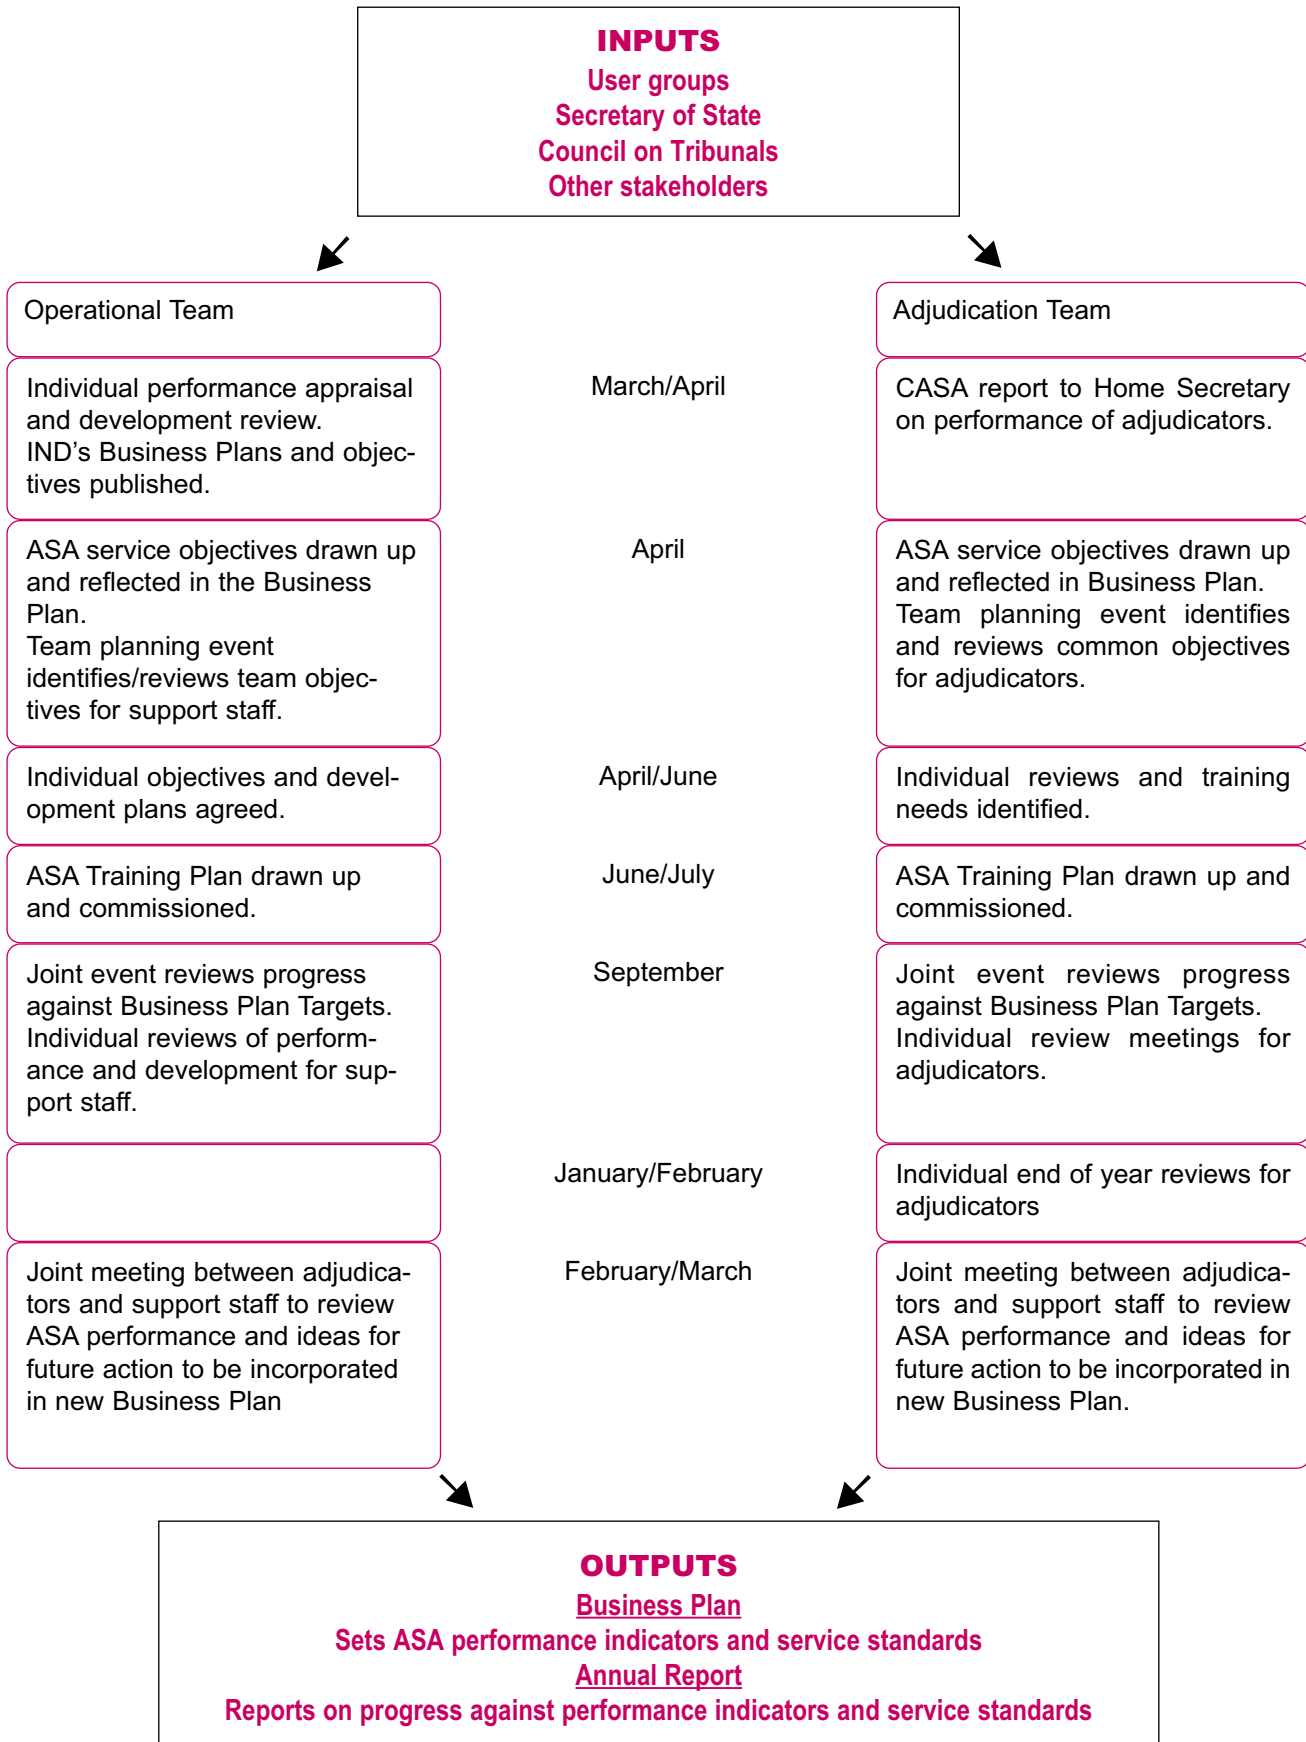 INPUTS
User groups
Secretary of State
Council on Tribunals
Other stakeholders
Operational Team
Adjudication Team
Individual performance appraisal
and development review.
IND's Business Plans and objec-
tives published.
March/April
CASA report to Home Secretary
on performance of adjudicators.
ASA service objectives drawn up
and reflected in the Business
Plan.
Team planning event
identifies/reviews team objec-
tives for support staff.
April
ASA service objectives drawn up
and reflected in Business Plan.
Team planning event identifies
and reviews common objectives
for adjudicators.
Individual objectives and devel-
opment plans agreed.
April/June
Individual reviews and training
needs identified.
ASA Training Plan drawn up
and commissioned.
June/July
ASA Training Plan drawn up and
commissioned.
Joint event reviews progress
against Business Plan Targets.
Individual reviews of perform-
ance and development for sup-
port staff.
September
Joint event reviews progress
against Business Plan Targets.
Individual review meetings for
adjudicators.
January/February
Individual end of year reviews for
adjudicators
Joint meeting between adjudica-
tors and support staff to review
ASA performance and ideas for
future action to be incorporated
in new Business Plan
February/March
Joint meeting between adjudica-
tors and support staff to review
ASA performance and ideas for
future action to be incorporated in
new Business Plan.
OUTPUTS
Business Plan
Sets ASA performance indicators and service standards
Annual Report
Reports on progress against performance indicators and service standards